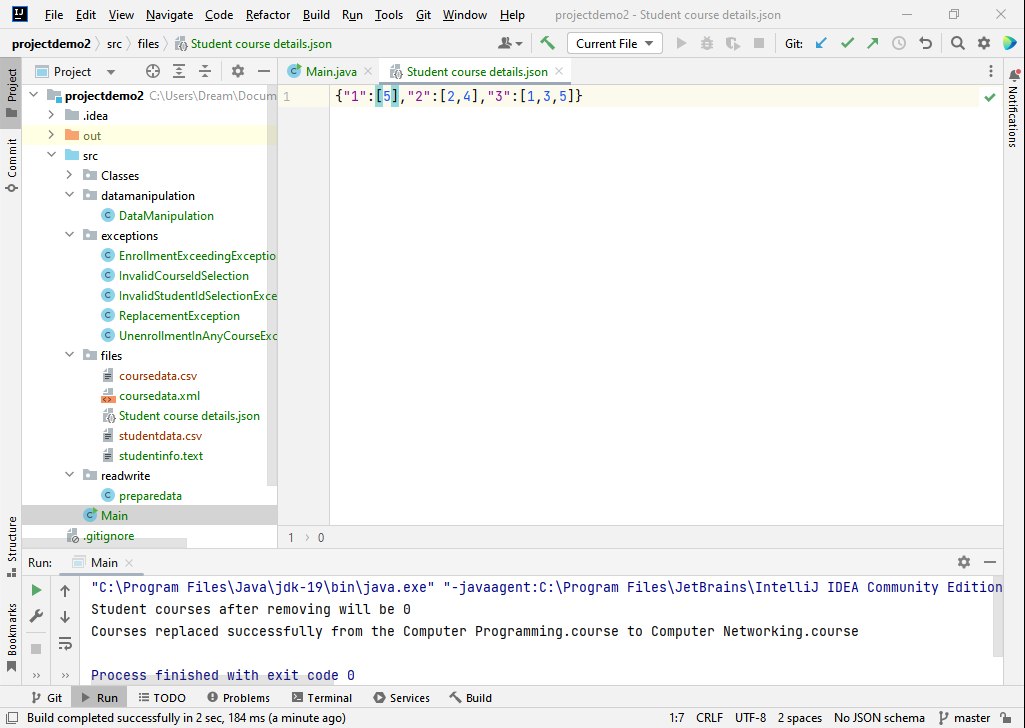 File Edit View Navigate Code Refactor Build Run Tools Git Window Help projectdemo2 - Student course details.json
projectdemo2 src files Student course details.json Current File Git:
Project Main.java Student course details.json
projectdemo2 C:\Users\Dream\Docum
1 {"1":[5],"2":[2,4],"3":[1,3,5]}
.idea
out
src
Classes
datamanipulation
DataManipulation
exceptions
EnrollmentExceedingExceptio
InvalidCourseIdSelection
InvalidStudentIdSelectionExce
ReplacementException
UnenrollmentInAnyCourseExc
files
coursedata.csv
coursedata.xml
Student course details.json
studentdata.csv
studentinfo.text
readwrite
preparedata
Main
.gitignore
1 0
Project
Commit
Structure
Bookmarks
Notifications
Run: Main
"C:\Program Files\Java\jdk-19\bin\java.exe" "-javaagent:C:\Program Files\JetBrains\IntelliJ IDEA Community Edition
Student courses after removing will be 0
Courses replaced successfully from the Computer Programming.course to Computer Networking.course
Process finished with exit code 0
Git Run TODO Problems Terminal Services Build
Build completed successfully in 2 sec, 184 ms (a minute ago) 1:7 CRLF UTF-8 2 spaces No JSON schema master